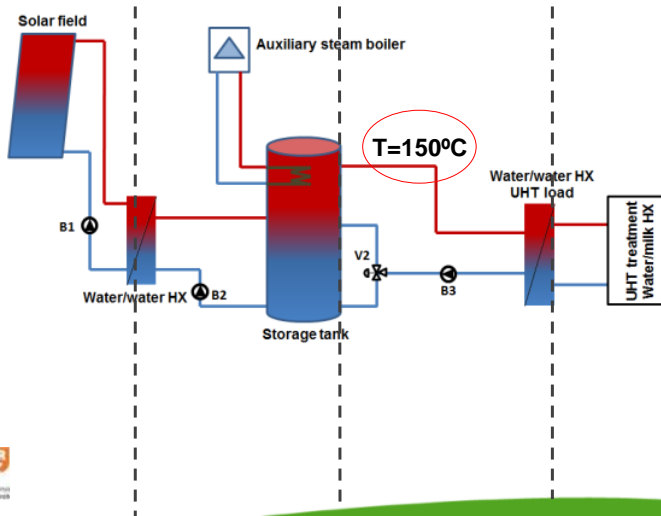 Solar field
Auxiliary steam boiler
T=150ºC
Water/water HX
UHT load
B1
Water/water HX
B2
V2
B3
UHT treatment
Water/milk HX
Storage tank
R